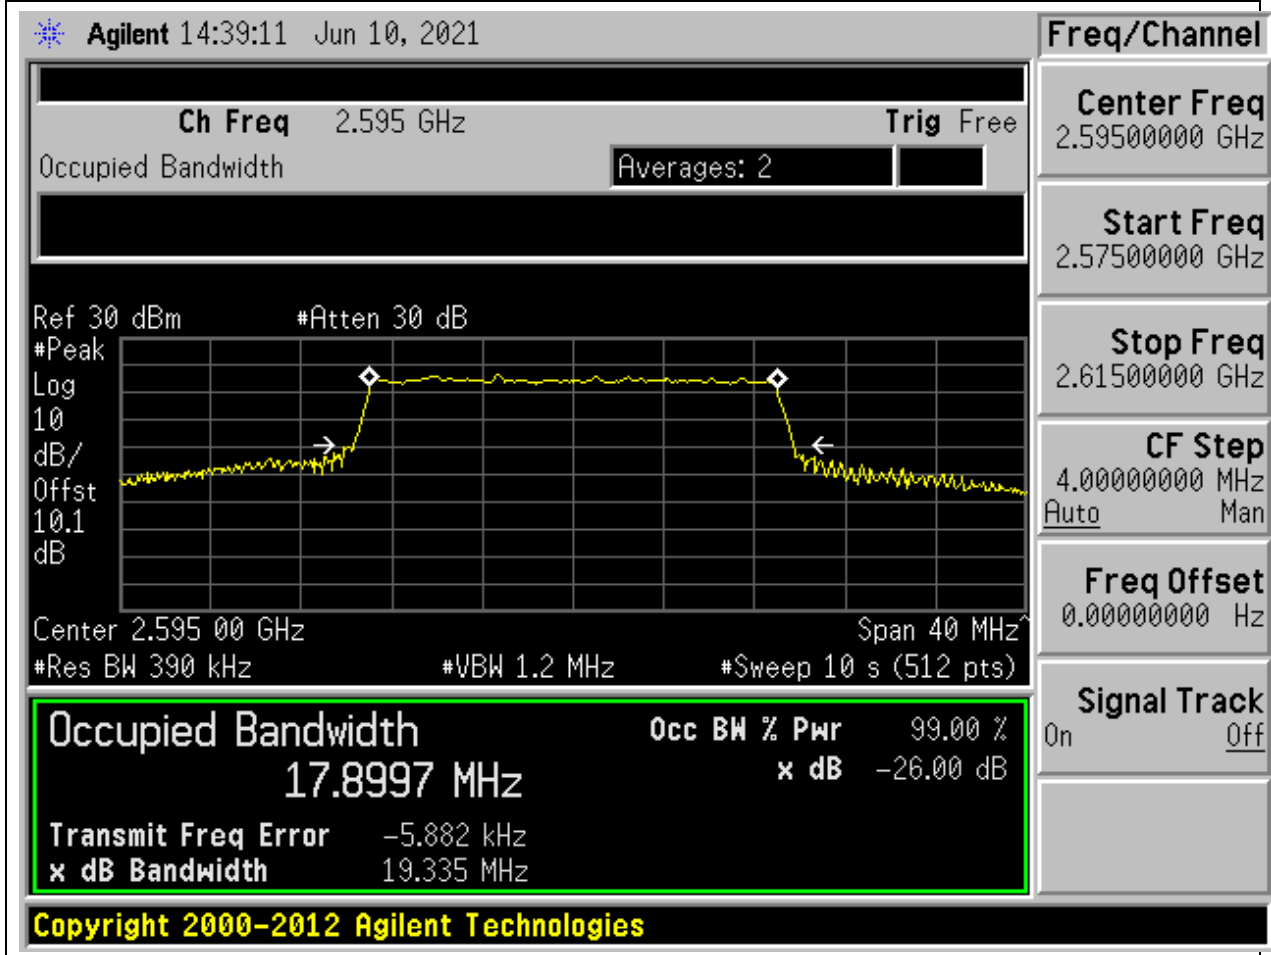 Agilent 14:39:11 Jun 10, 2021
Freq/Channel
Ch Freq 2.595 GHz Trig Free
Occupied Bandwidth Averages: 2
Center Freq
2.59500000 GHz
Start Freq
2.57500000 GHz
Stop Freq
2.61500000 GHz
CF Step
4.00000000 MHz
Auto Man
Freq Offset
0.00000000 Hz
Signal Track
On Off
Ref 30 dBm #Atten 30 dB
#Peak
Log
10
dB/
Offst
10.1
dB
Center 2.595 00 GHz Span 40 MHz^
#Res BW 390 kHz #VBW 1.2 MHz #Sweep 10 s (512 pts)
Occupied Bandwidth Occ BW % Pwr 99.00 %
17.8997 MHz x dB -26.00 dB
Transmit Freq Error -5.882 kHz
x dB Bandwidth 19.335 MHz
Copyright 2000-2012 Agilent Technologies